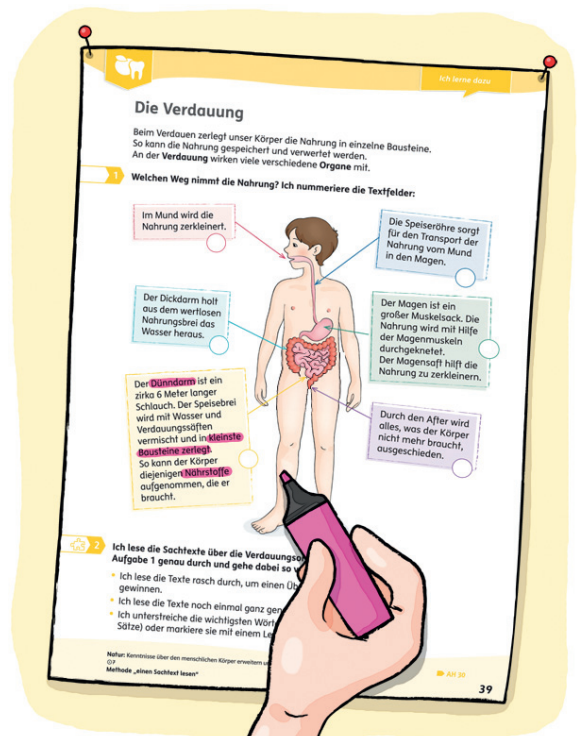 Ich lerne dazu
Die Verdauung
Beim Verdauen zerlegt unser Körper die Nahrung in einzelne Bausteine.
So kann die Nahrung gespeichert und verwertet werden.
An der Verdauung wirken viele verschiedene Organe mit.
1 Welchen Weg nimmt die Nahrung? Ich nummeriere die Textfelder:
Im Mund wird die
Nahrung zerkleinert.
Die Speiseröhre sorgt
für den Transport der
Nahrung vom Mund
in den Magen.
Der Dickdarm holt
aus dem wertlosen
Nahrungsbrei das
Wasser heraus.
Der Magen ist ein
großer Muskelsack. Die
Nahrung wird mit Hilfe
der Magenmuskeln
durchgeknetet.
Der Magensaft hilft die
Nahrung zu zerkleinern.
Der Dünndarm ist ein
zirka 6 Meter langer
Schlauch. Der Speisebrei
wird mit Wasser und
Verdauungssäften
vermischt und in kleinste
Bausteine zerlegt.
So kann der Körper
diejenigen Nährstoffe
aufgenommen, die er
braucht.
Durch den After wird
alles, was der Körper
nicht mehr braucht,
ausgeschieden.
2 Ich lese die Sachtexte über die
Aufgabe 1 genau durch und gehe dabei so
• Ich lese die Texte rasch durch, um einen
gewinnen.
• Ich lese die Texte noch einmal ganz
• Ich unterstreiche die wichtigsten
Sätze) oder markiere sie mit einem
Natur: Kenntnisse über den menschlichen Körper erweitern
Methode „einen Sachtext lesen"
AH 30
39